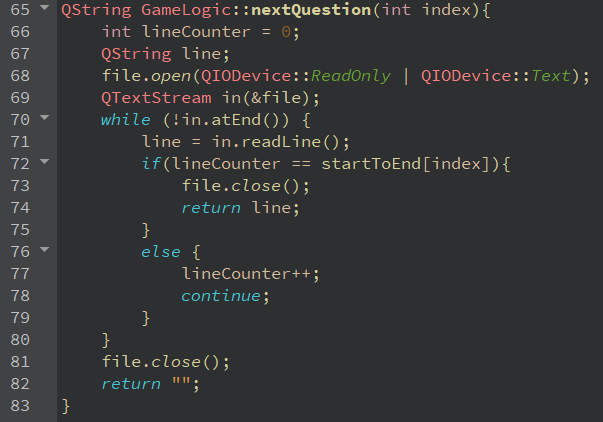 65 QString GameLogic::nextQuestion(int index){
66     int lineCounter = 0;
67     QString line;
68     file.open(QIODevice::ReadOnly | QIODevice::Text);
69     QTextStream in(&file);
70     while (!in.atEnd()) {
71         line = in.readLine();
72         if(lineCounter == startToEnd[index]){
73             file.close();
74             return line;
75         }
76         else {
77             lineCounter++;
78             continue;
79         }
80     }
81     file.close();
82     return "";
83 }